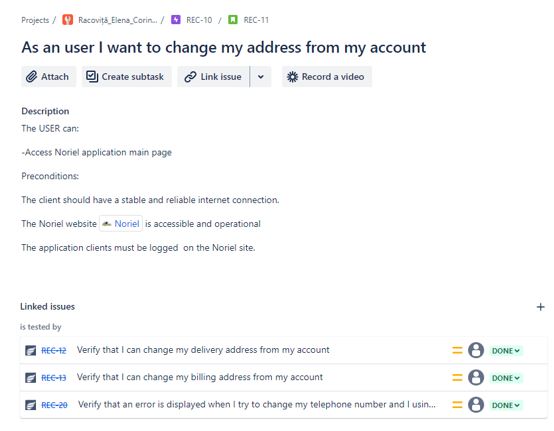 Projects / Racoviță_Elena_Corin... / REC-10 / REC-11
As an user I want to change my address from my account
Attach Create subtask Link issue Record a video
Description
The USER can:
-Access Noriel application main page
Preconditions:
The client should have a stable and reliable internet connection.
The Noriel website Noriel is accessible and operational
The application clients must be logged on the Noriel site.
Linked issues +
is tested by
REC-12 Verify that I can change my delivery address from my account DONE
REC-13 Verify that I can change my billing address from my account DONE
REC-20 Verify that an error is displayed when I try to change my telephone number and I usin... DONE